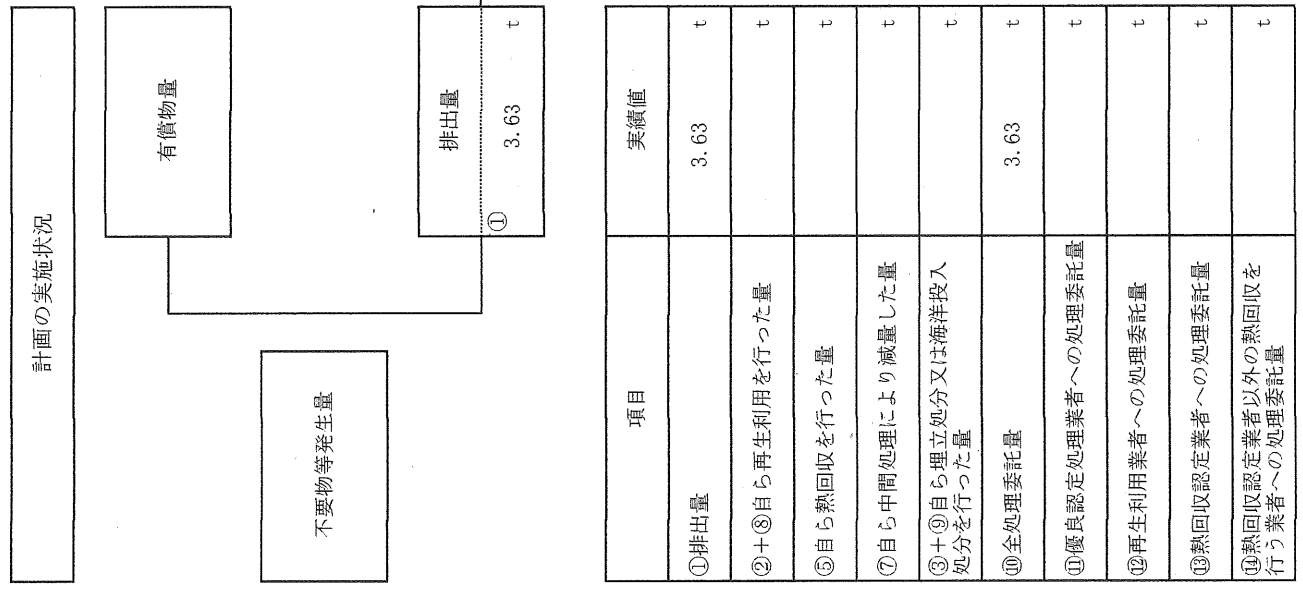 計画の実施状況
有償物量
不要物等発生量
排出量
① 3.63 t
項目 実績値
①排出量 3.63 t
②+⑧自ら再生利用を行った量 t
⑤自ら熱回収を行った量 t
⑦自ら中間処理により減量した量 t
③+⑨自ら埋立処分又は海洋投入
処分を行った量 t
⑩全処理委託量 3.63 t
⑪優良認定処理業者への処理委託量 t
⑫再生利用業者への処理委託量 t
⑬熱回収認定業者への処理委託量 t
⑭熱回収認定業者以外の熱回収を
行う業者への処理委託量 t